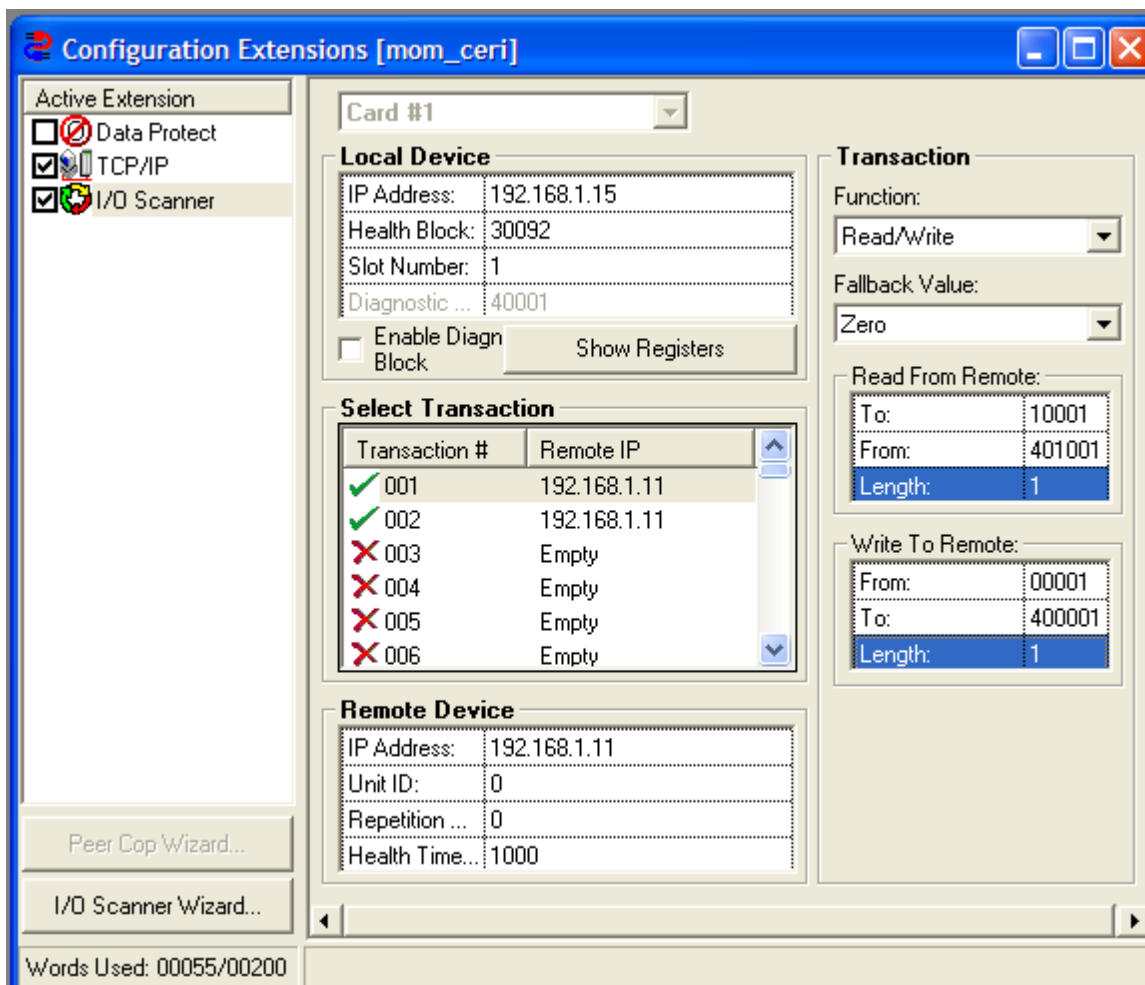 Configuration Extensions [mom_ceri]
Active Extension
Data Protect
TCP/IP
I/O Scanner
Peer Cop Wizard...
I/O Scanner Wizard...
Words Used: 00055/00200
Card #1
Local Device
IP Address: 192.168.1.15
Health Block: 30092
Slot Number: 1
Diagnostic ... 40001
Enable Diagn
Block
Show Registers
Select Transaction
Transaction # Remote IP
001 192.168.1.11
002 192.168.1.11
003 Empty
004 Empty
005 Empty
006 Empty
Remote Device
IP Address: 192.168.1.11
Unit ID: 0
Repetition ... 0
Health Time... 1000
Transaction
Function:
Read/Write
Fallback Value:
Zero
Read From Remote:
To: 10001
From: 401001
Length: 1
Write To Remote:
From: 00001
To: 400001
Length: 1